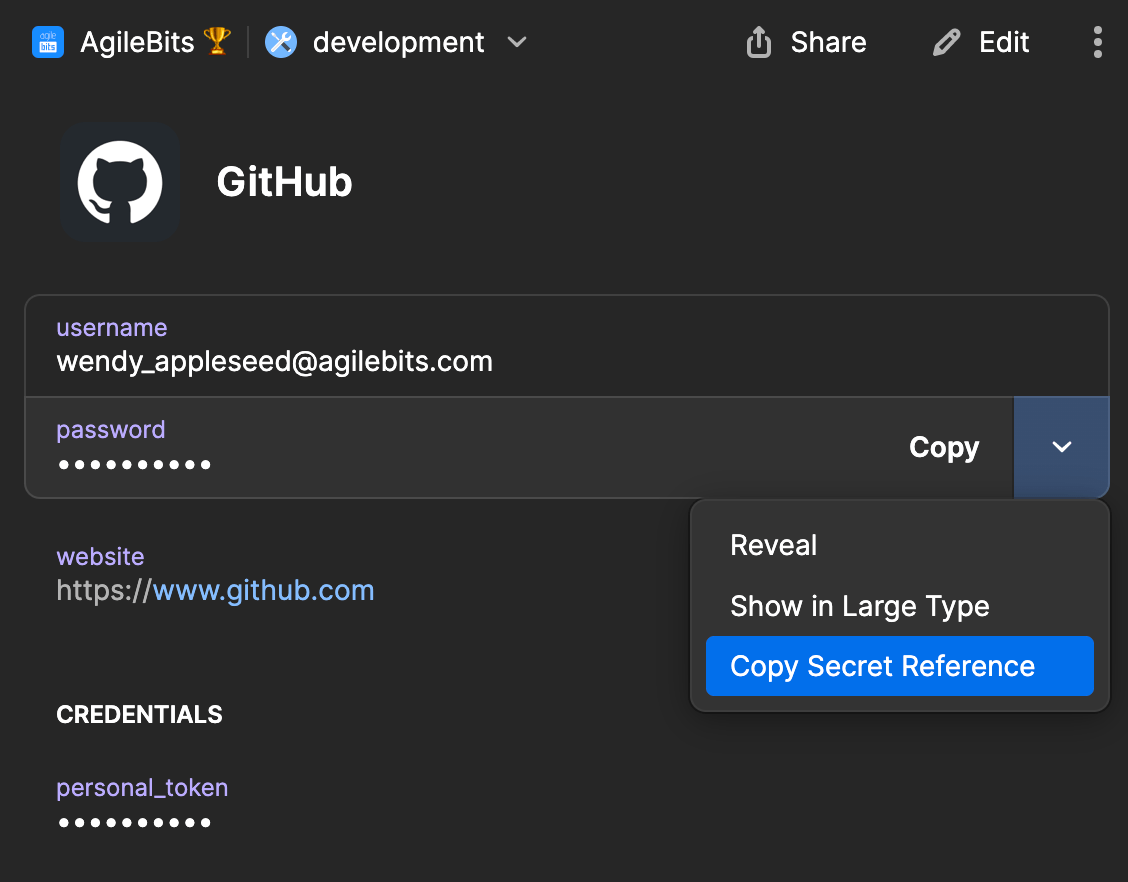 agile bits AgileBits 🏆 development Share Edit
GitHub
username
wendy_appleseed@agilebits.com
password
•••••••••• Copy
Reveal
Show in Large Type
Copy Secret Reference
website
https://www.github.com
CREDENTIALS
personal_token
••••••••••